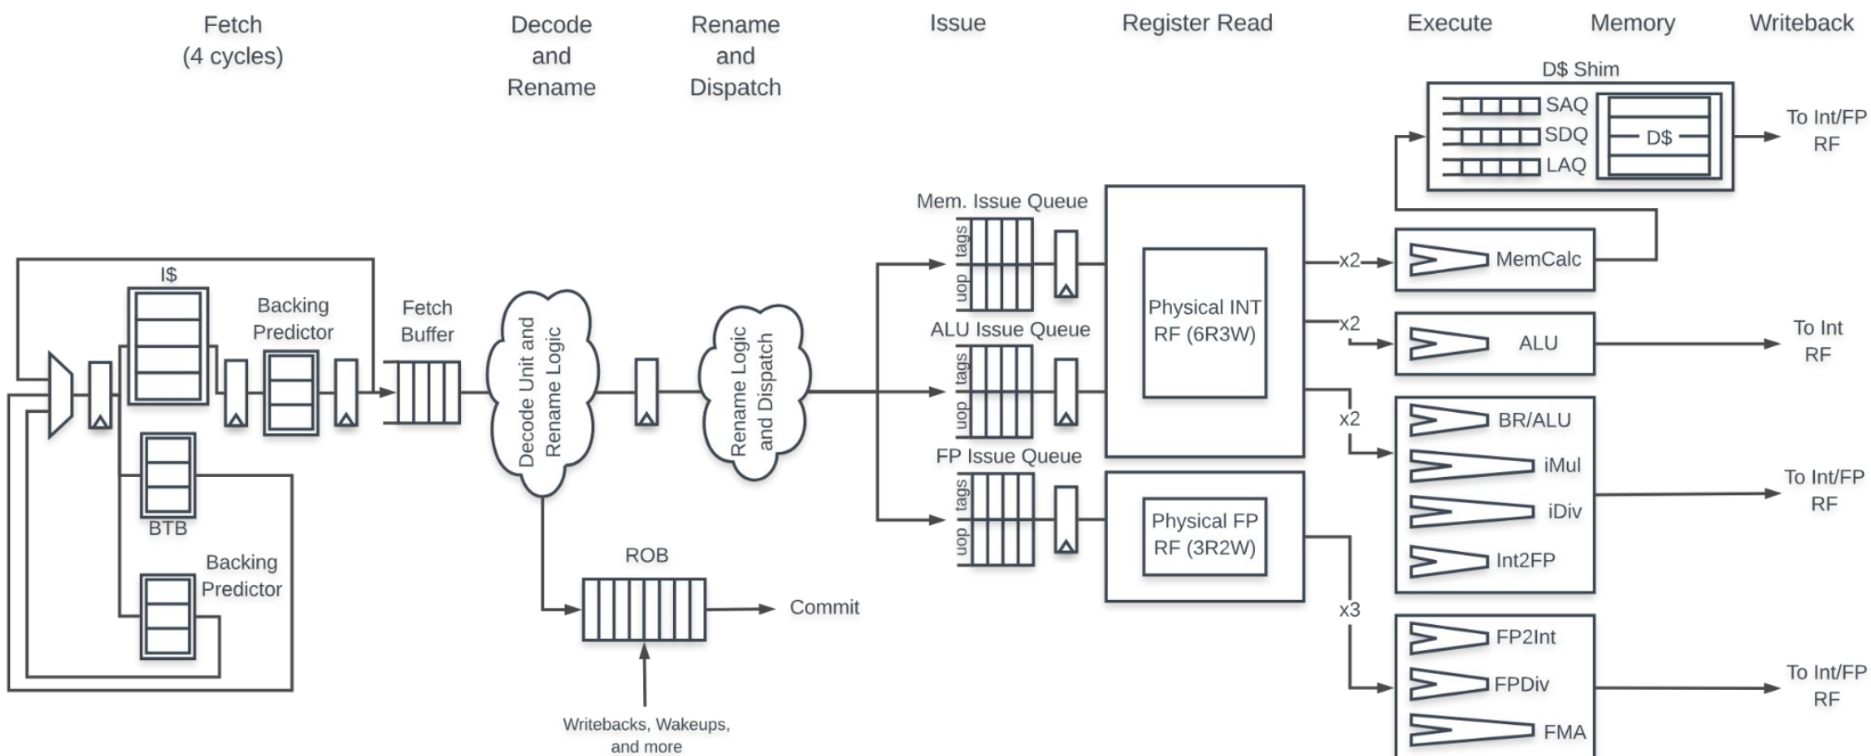 Fetch
(4 cycles)
Decode
and
Rename
Rename
and
Dispatch
Issue
Register Read
Execute
Memory
Writeback
D$ Shim
SAQ
SDQ
LAQ
D$
To Int/FP
RF
Mem. Issue Queue
tags
uop
MemCalc
x2
I$
Backing
Predictor
Fetch
Buffer
Decode Unit and
Rename Logic
Rename Logic
and Dispatch
Physical INT
RF (6R3W)
ALU Issue Queue
tags
uop
x2
ALU
To Int
RF
x2
BR/ALU
iMul
iDiv
Int2FP
To Int/FP
RF
FP Issue Queue
tags
uop
Physical FP
RF (3R2W)
BTB
Backing
Predictor
ROB
Commit
Writebacks, Wakeups,
and more
x3
FP2Int
FPDiv
FMA
To Int/FP
RF